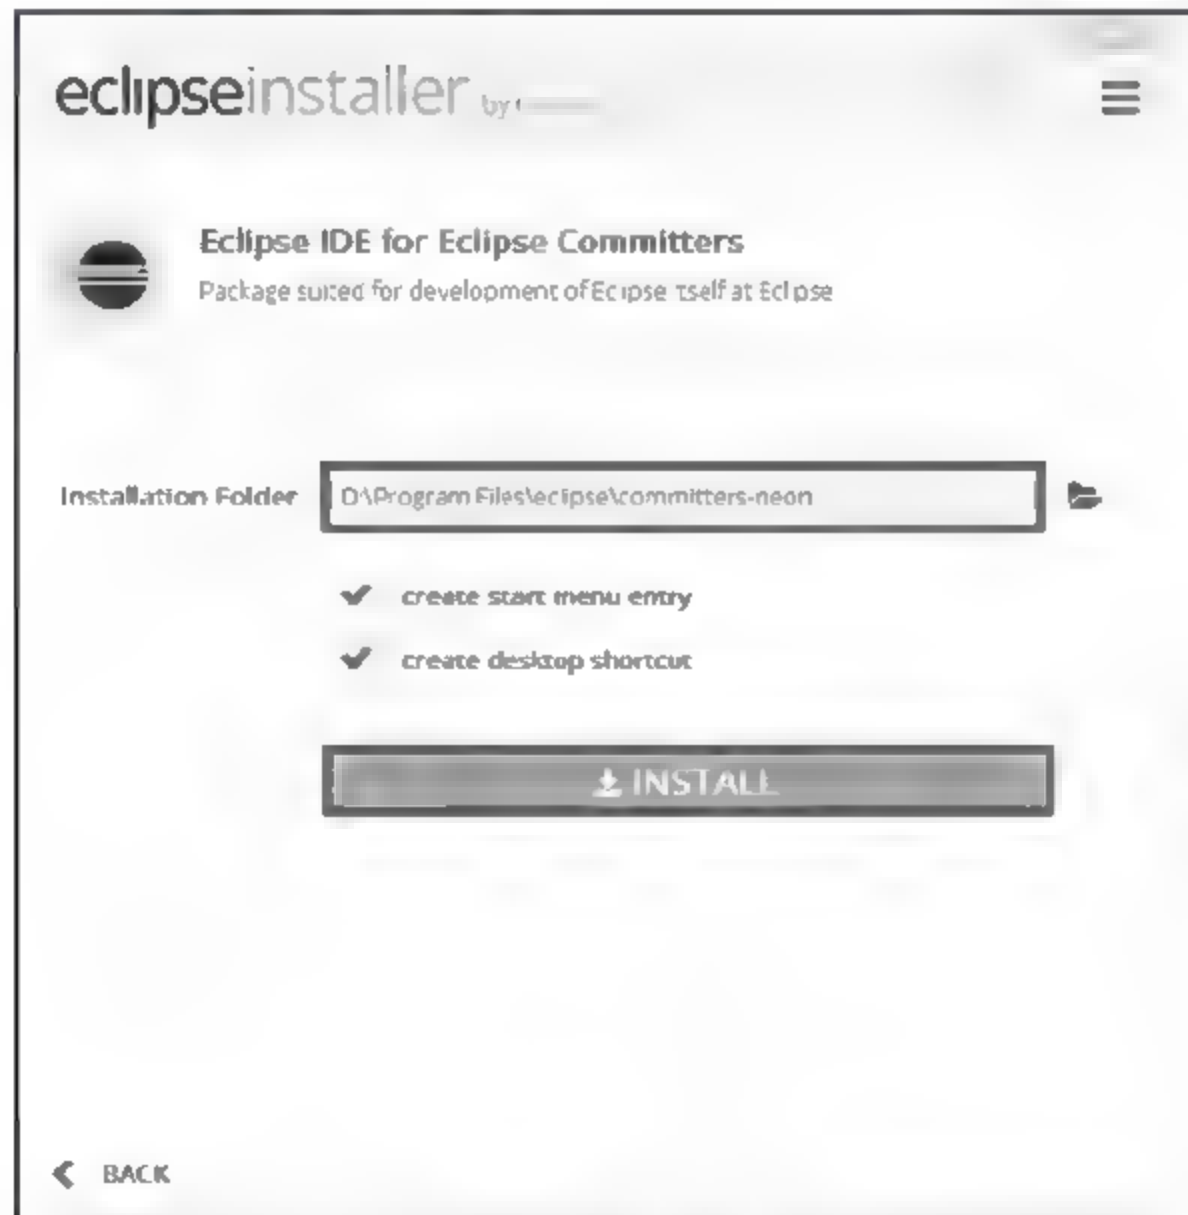 eclipseinstaller by
Eclipse IDE for Eclipse Committers
Package suited for development of Eclipse itself at Eclipse
Installation Folder D:\Program Files\eclipse\committers-neon
create start menu entry
create desktop shortcut
INSTALL
BACK